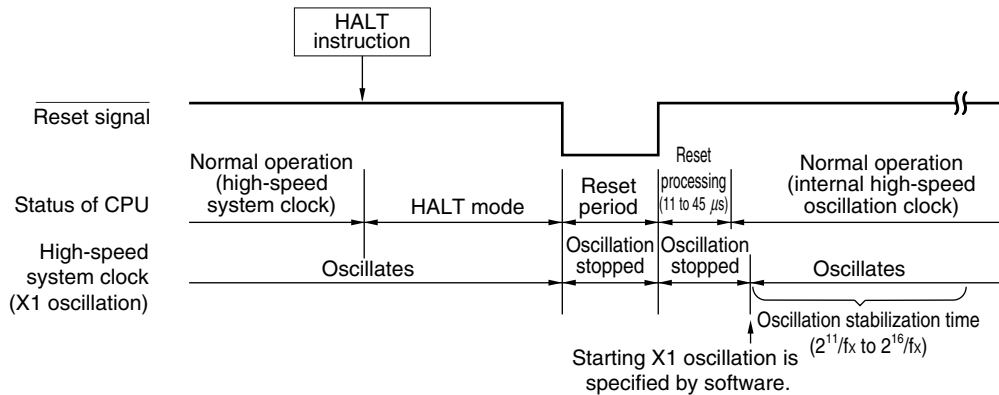 HALT
instruction
Reset signal
Status of CPU
Normal operation
(high-speed
system clock)
HALT mode
Reset
period
Reset
processing
(11 to 45 µs)
Normal operation
(internal high-speed
oscillation clock)
High-speed
system clock
(X1 oscillation)
Oscillates
Oscillation
stopped
Oscillation
stopped
Oscillates
Oscillation stabilization time
(2¹¹/fx to 2¹⁶/fx)
Starting X1 oscillation is
specified by software.